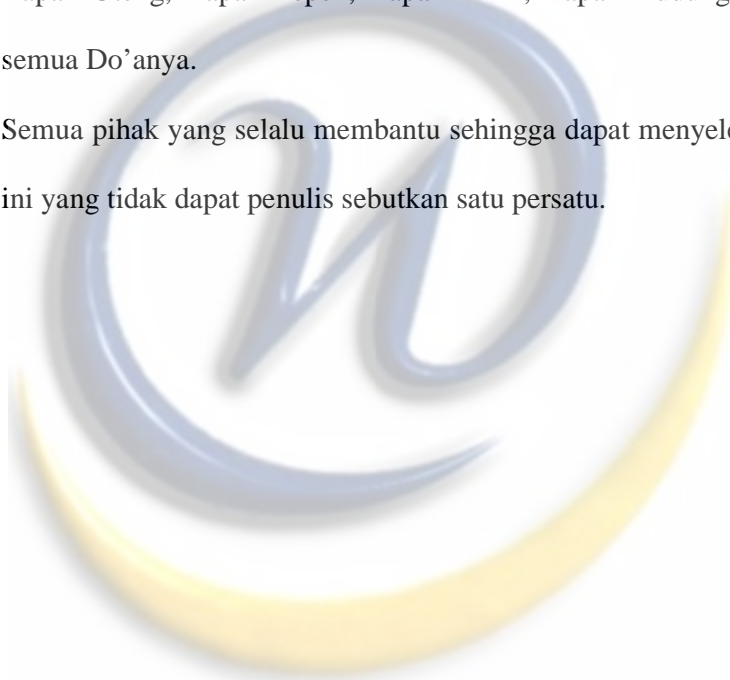 semua Do’anya.
Semua pihak yang selalu membantu sehingga dapat
ini yang tidak dapat penulis sebutkan satu persatu.